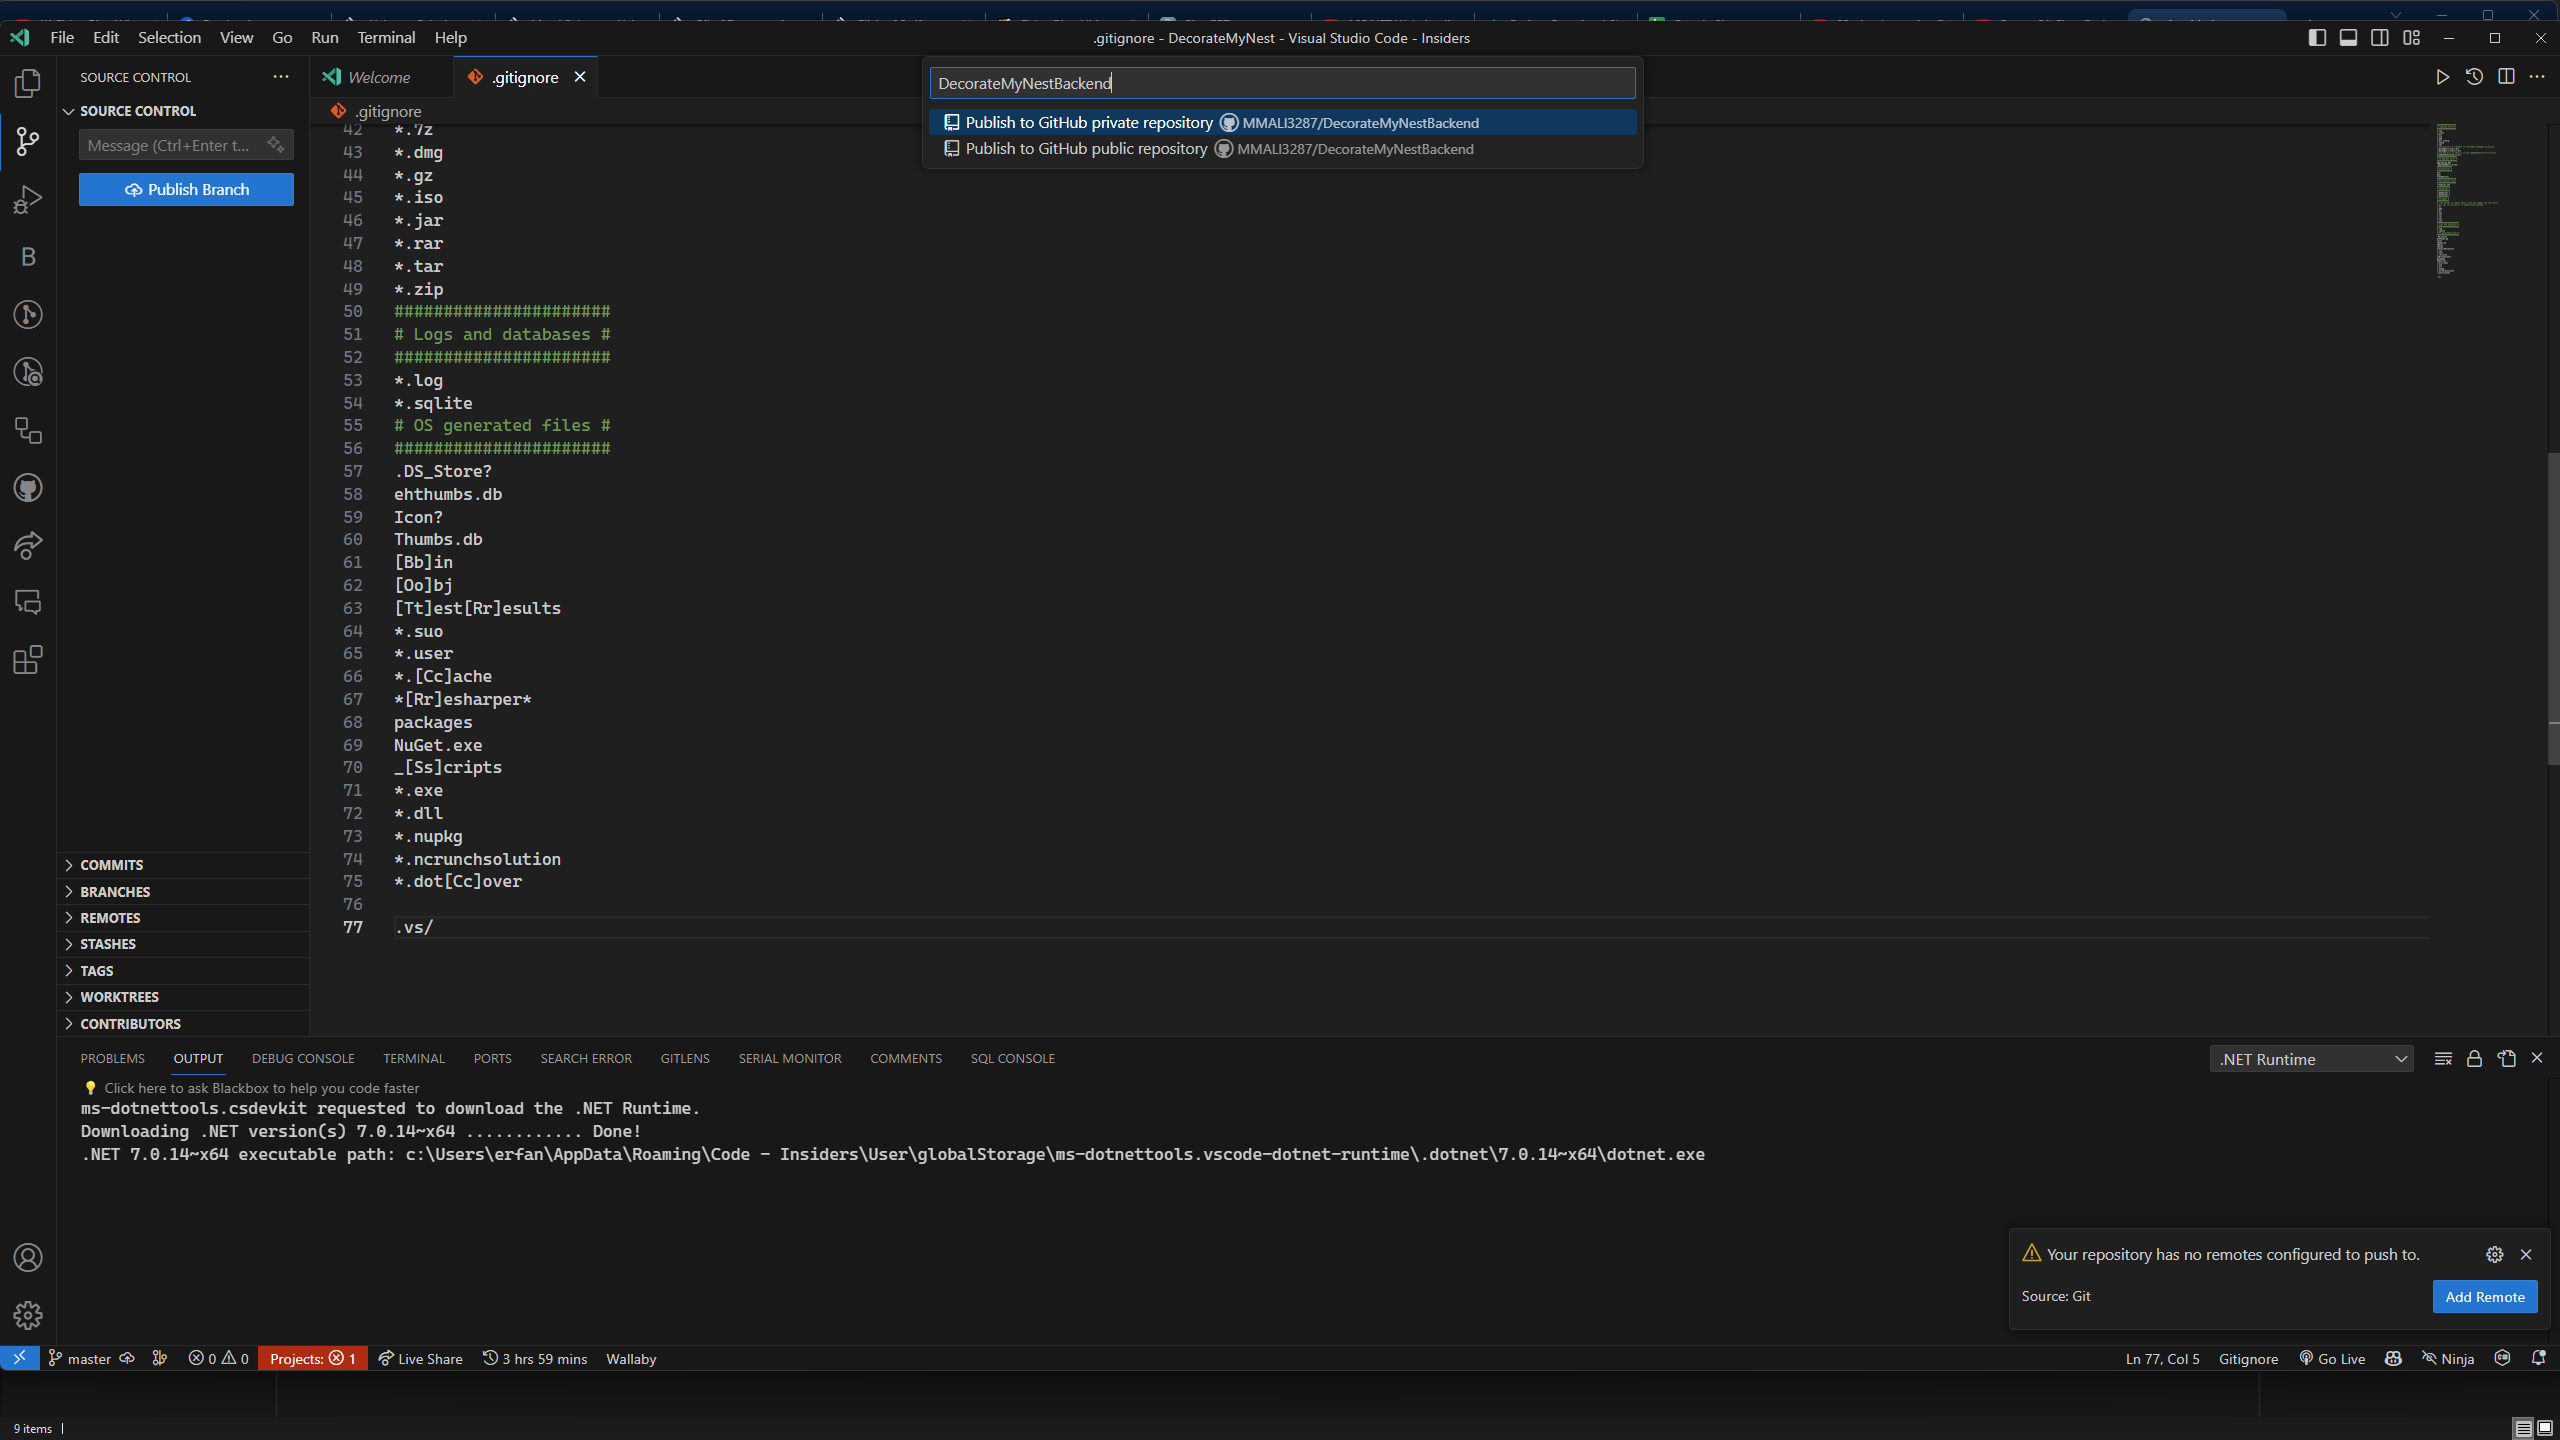 File Edit Selection View Go Run Terminal Help
.gitignore - DecorateMyNest - Visual Studio Code - Insiders
SOURCE CONTROL
Welcome
.gitignore
DecorateMyNestBackend
Publish to GitHub private repository MMALI3287/DecorateMyNestBackend
Publish to GitHub public repository MMALI3287/DecorateMyNestBackend
SOURCE CONTROL
Message (Ctrl+Enter t...
Publish Branch
COMMITS
BRANCHES
REMOTES
STASHES
TAGS
WORKTREES
CONTRIBUTORS
.gitignore
42 *.7z
43 *.dmg
44 *.gz
45 *.iso
46 *.jar
47 *.rar
48 *.tar
49 *.zip
50 ######################
51 # Logs and databases #
52 ######################
53 *.log
54 *.sqlite
55 # OS generated files #
56 ######################
57 .DS_Store?
58 ehthumbs.db
59 Icon?
60 Thumbs.db
61 [Bb]in
62 [Oo]bj
63 [Tt]est[Rr]esults
64 *.suo
65 *.user
66 *.[Cc]ache
67 *[Rr]esharper*
68 packages
69 NuGet.exe
70 _[Ss]cripts
71 *.exe
72 *.dll
73 *.nupkg
74 *.ncrunchsolution
75 *.dot[Cc]over
76
77 .vs/
PROBLEMS OUTPUT DEBUG CONSOLE TERMINAL PORTS SEARCH ERROR GITLENS SERIAL MONITOR COMMENTS SQL CONSOLE
.NET Runtime
Click here to ask Blackbox to help you code faster
ms-dotnettools.csdevkit requested to download the .NET Runtime.
Downloading .NET version(s) 7.0.14~x64 ............ Done!
.NET 7.0.14~x64 executable path: c:\Users\erfan\AppData\Roaming\Code - Insiders\User\globalStorage\ms-dotnettools.vscode-dotnet-runtime\.dotnet\7.0.14~x64\dotnet.exe
Your repository has no remotes configured to push to.
Source: Git
Add Remote
master 0 0 Projects: 1 Live Share 3 hrs 59 mins Wallaby
Ln 77, Col 5 Gitignore Go Live Ninja
9 items